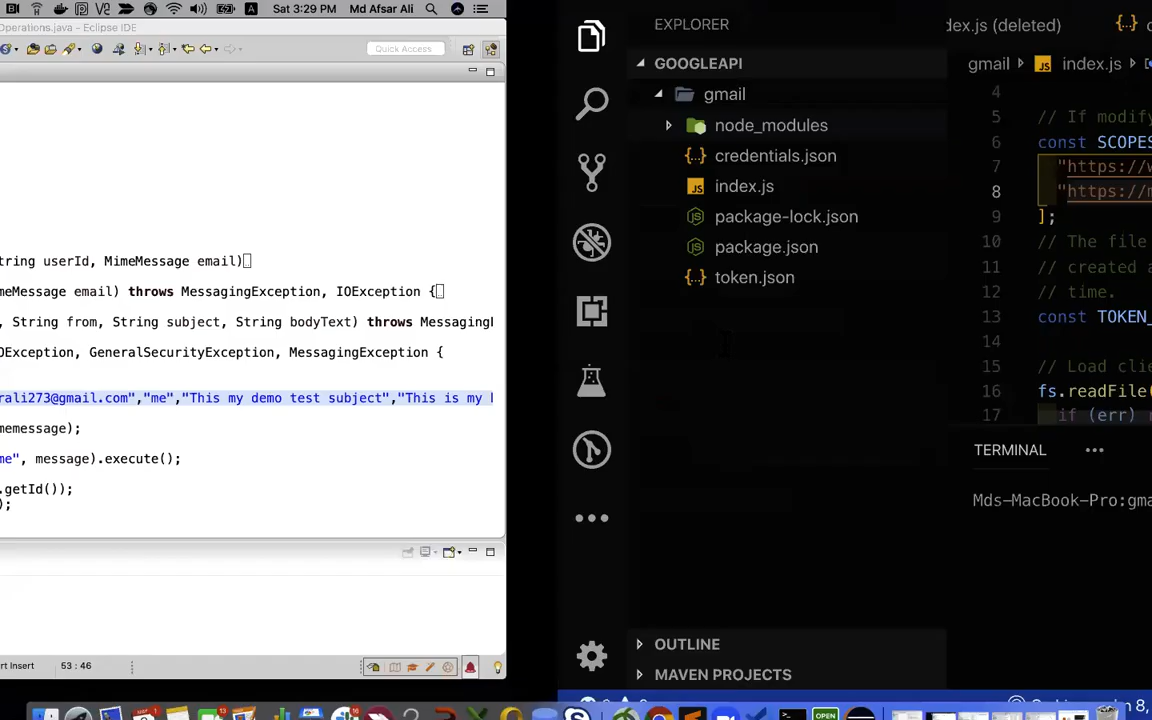 Sat 3:29 PM Md Afsar Ali
Operations.java - Eclipse IDE
Quick Access
tring userId, MimeMessage email)
meMessage email) throws MessagingException, IOException {
, String from, String subject, String bodyText) throws Messaging
OException, GeneralSecurityException, MessagingException {
rali273@gmail.com","me","This my demo test subject","This is my
memessage);
me", message).execute();
.getId());
);
rt Insert 53 : 46
EXPLORER
GOOGLEAPI
gmail
node_modules
credentials.json
index.js
package-lock.json
package.json
token.json
OUTLINE
MAVEN PROJECTS
dex.js (deleted)
gmail index.js
4
5 // If modify
6 const SCOPES
7 "https://w
8 "https://m
9 ];
10 // The file
11 // created a
12 // time.
13 const TOKEN_
14
15 // Load clie
16 fs.readFile(
17 if (err)
TERMINAL
Mds-MacBook-Pro:gma
n 8,
OPEN